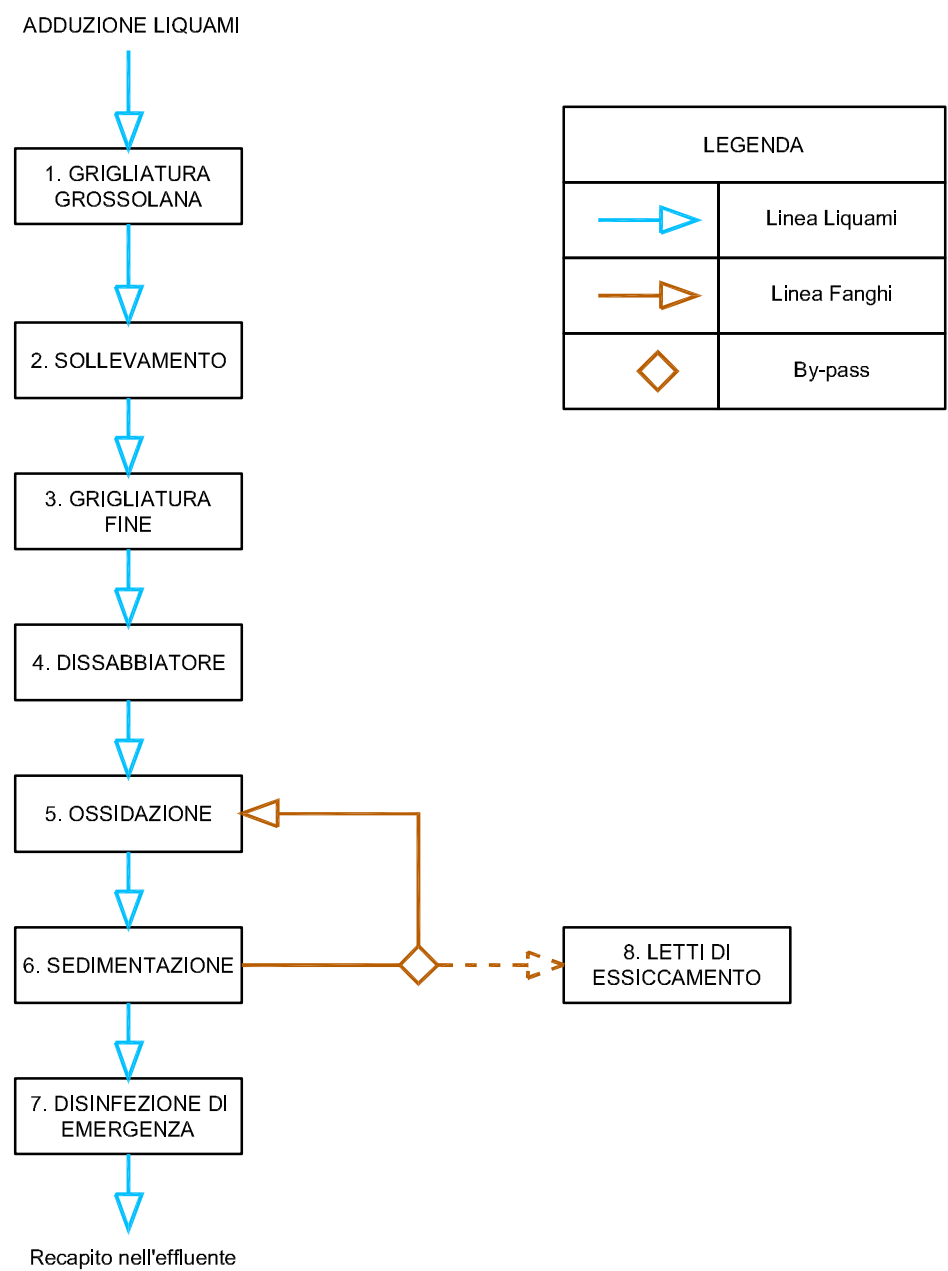 ADDUZIONE LIQUAMI
1. GRIGLIATURA
GROSSOLANA
2. SOLLEVAMENTO
3. GRIGLIATURA
FINE
4. DISSABBIATORE
5. OSSIDAZIONE
6. SEDIMENTAZIONE
8. LETTI DI
ESSICCAMENTO
7. DISINFEZIONE DI
EMERGENZA
Recapito nell'effluente
LEGENDA
Linea Liquami
Linea Fanghi
By-pass